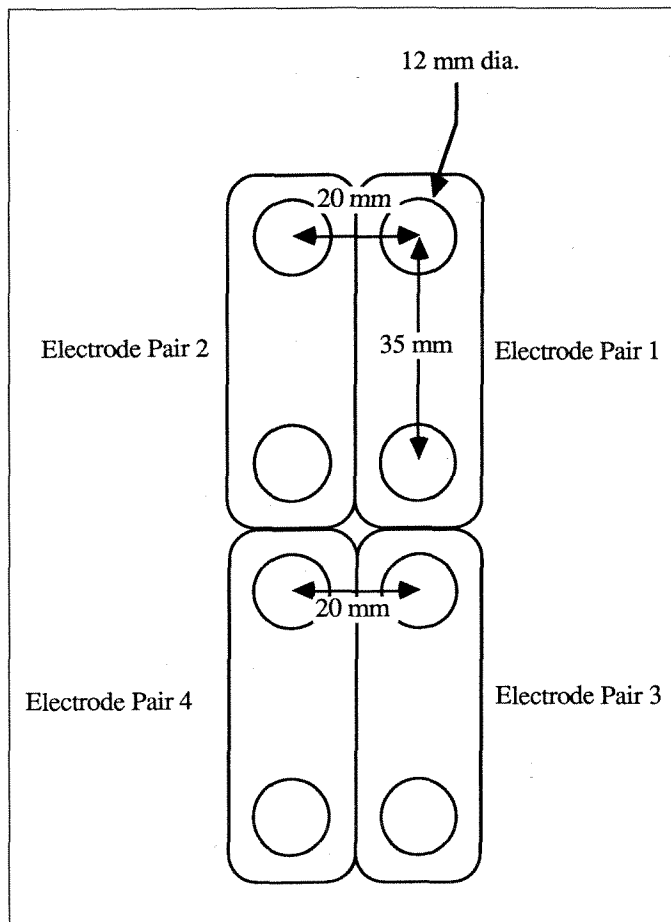 12 mm dia.
20 mm
Electrode Pair 2
35 mm
Electrode Pair 1
20 mm
Electrode Pair 4
Electrode Pair 3